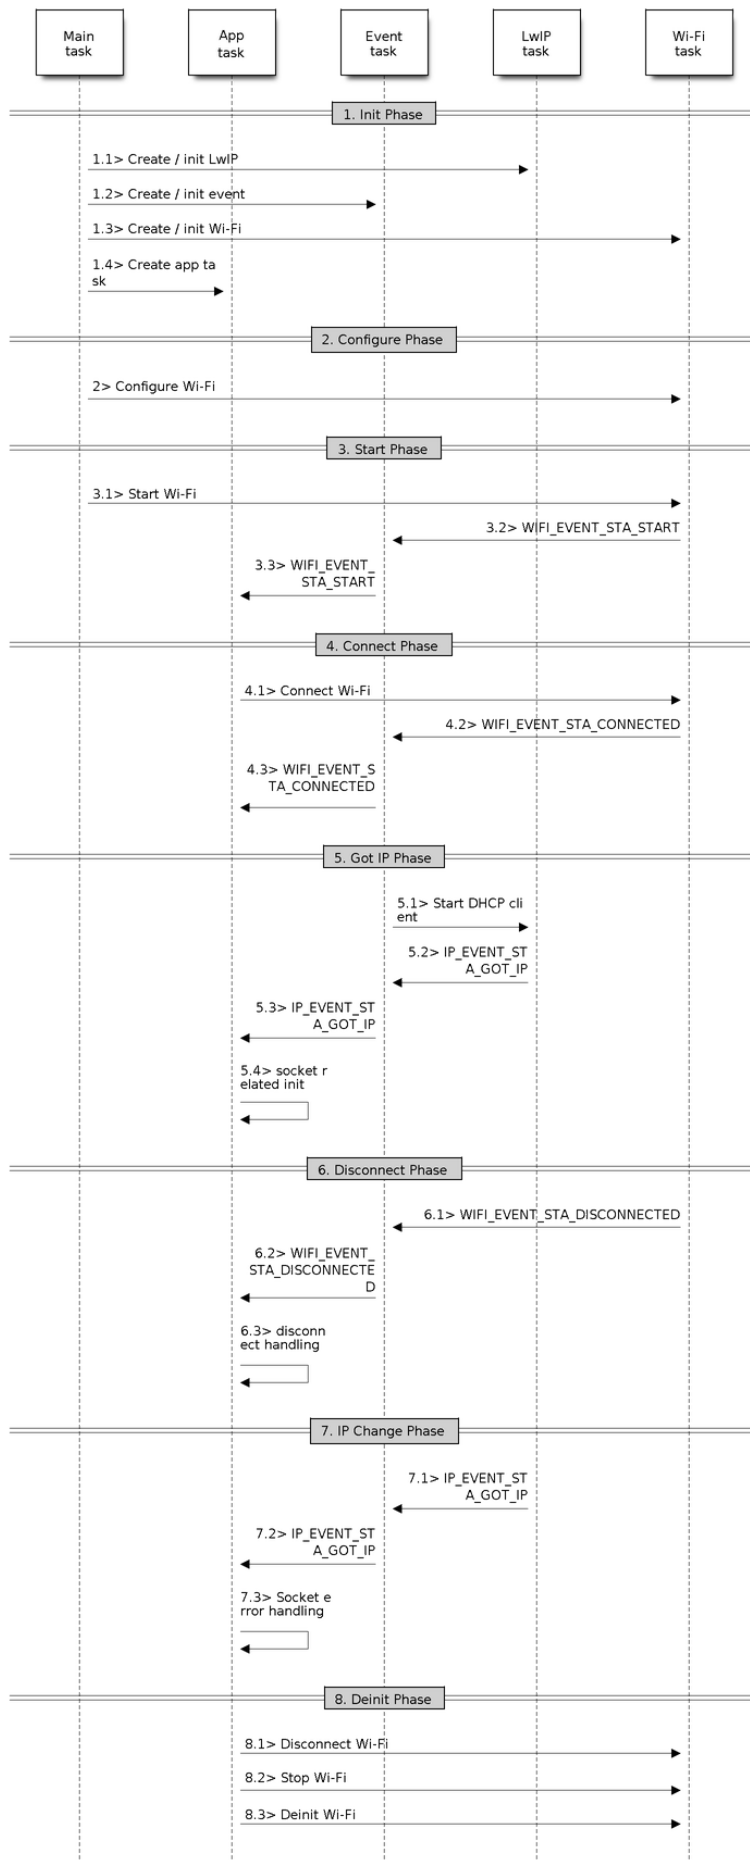 Main
task
App
task
Event
task
LwIP
task
Wi-Fi
task
1. Init Phase
1.1> Create / init LwIP
1.2> Create / init event
1.3> Create / init Wi-Fi
1.4> Create app ta
sk
2. Configure Phase
2> Configure Wi-Fi
3. Start Phase
3.1> Start Wi-Fi
3.2> WIFI_EVENT_STA_START
3.3> WIFI_EVENT_
STA_START
4. Connect Phase
4.1> Connect Wi-Fi
4.2> WIFI_EVENT_STA_CONNECTED
4.3> WIFI_EVENT_S
TA_CONNECTED
5. Got IP Phase
5.1> Start DHCP cli
ent
5.2> IP_EVENT_ST
A_GOT_IP
5.3> IP_EVENT_ST
A_GOT_IP
5.4> socket r
elated init
6. Disconnect Phase
6.1> WIFI_EVENT_STA_DISCONNECTED
6.2> WIFI_EVENT_
STA_DISCONNECTE
D
6.3> disconn
ect handling
7. IP Change Phase
7.1> IP_EVENT_ST
A_GOT_IP
7.2> IP_EVENT_ST
A_GOT_IP
7.3> Socket e
rror handling
8. Deinit Phase
8.1> Disconnect Wi-Fi
8.2> Stop Wi-Fi
8.3> Deinit Wi-Fi